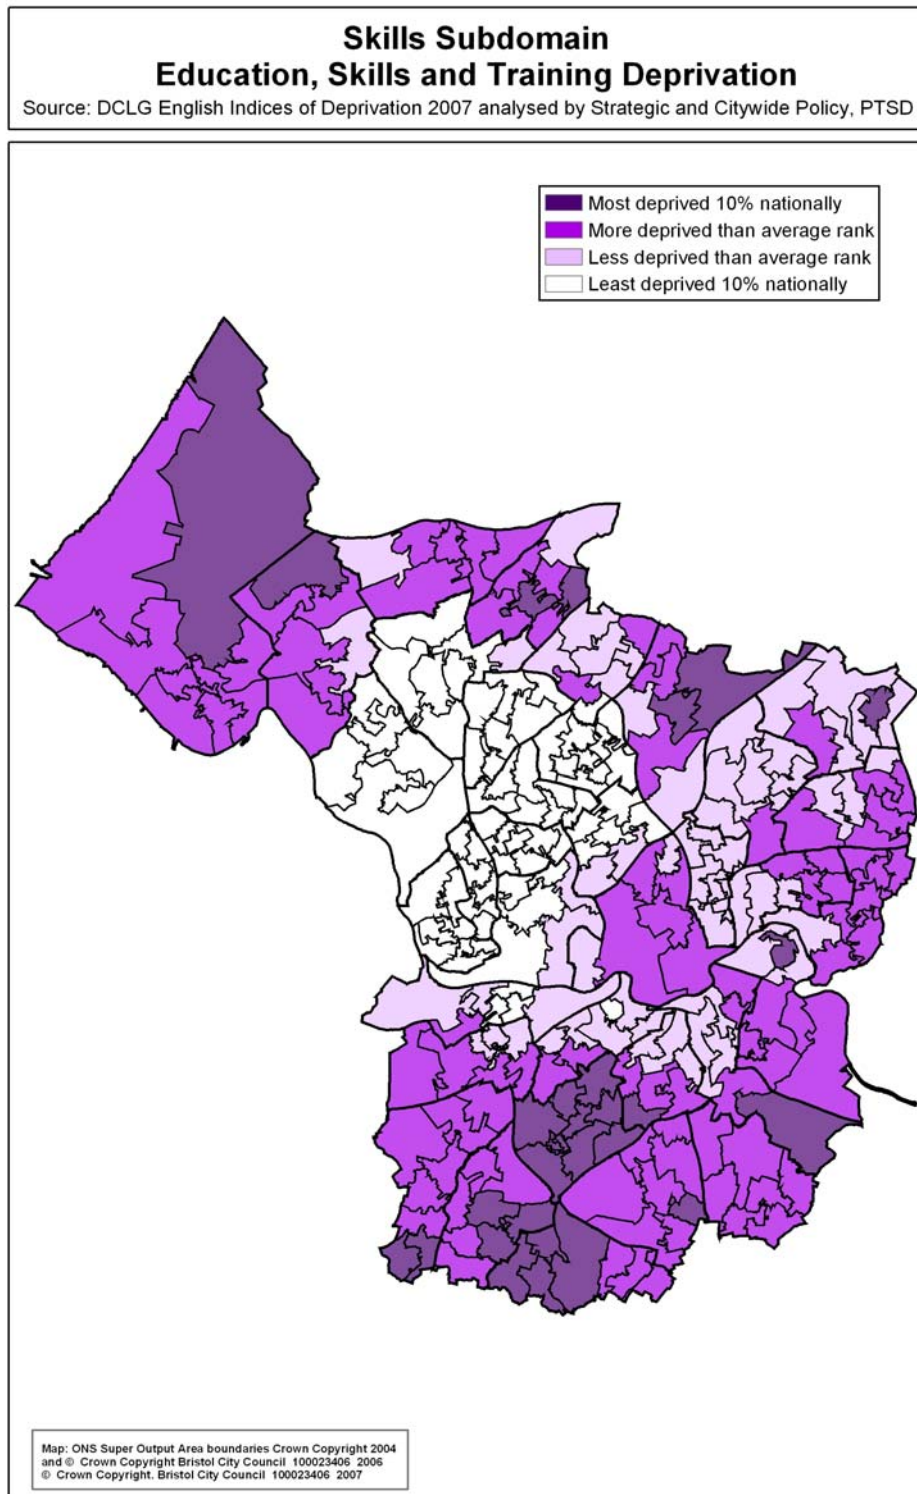 Skills Subdomain
Education, Skills and Training Deprivation
Source: DCLG English Indices of Deprivation 2007 analysed by Strategic and Citywide Policy, PTSD
Most deprived 10% nationally
More deprived than average rank
Less deprived than average rank
Least deprived 10% nationally
Map: ONS Super Output Area boundaries Crown Copyright 2004
and © Crown Copyright Bristol City Council 100023406 2006
© Crown Copyright. Bristol City Council 100023406 2007